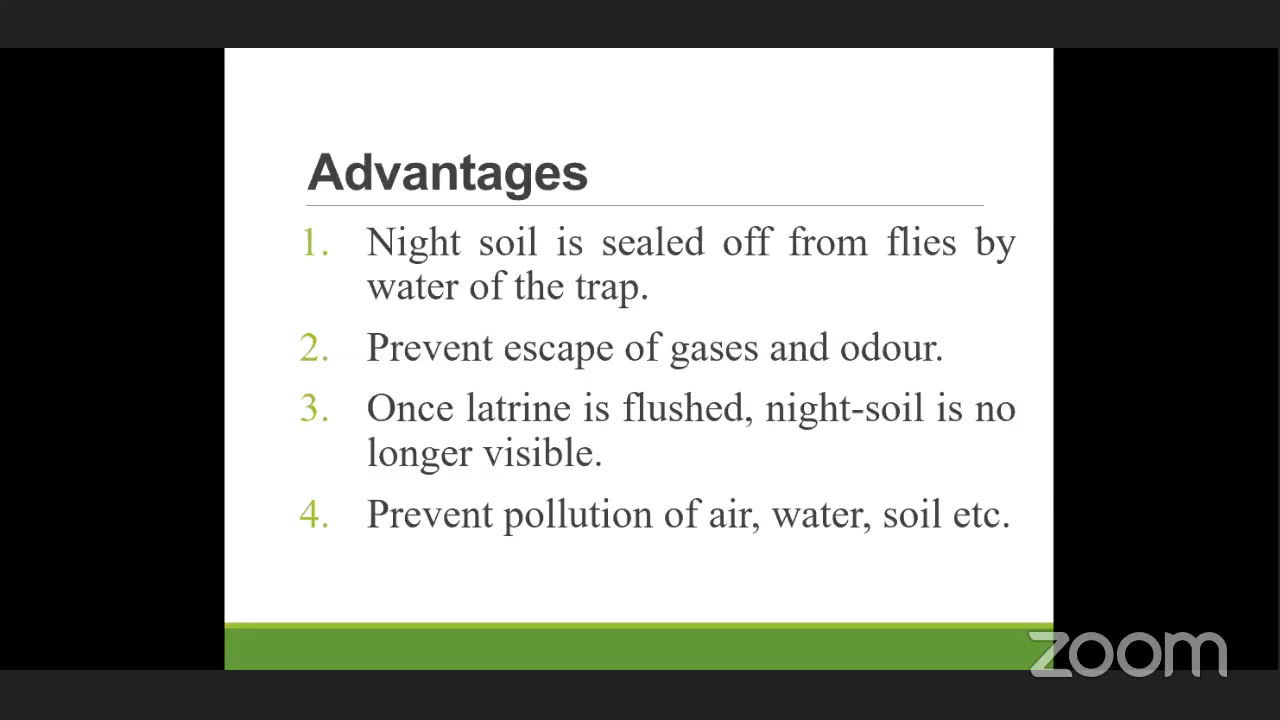 Advantages
1. Night soil is sealed off from flies by
water of the trap.
2. Prevent escape of gases and odour.
3. Once latrine is flushed, night-soil is no
longer visible.
4. Prevent pollution of air, water, soil etc.
zoom